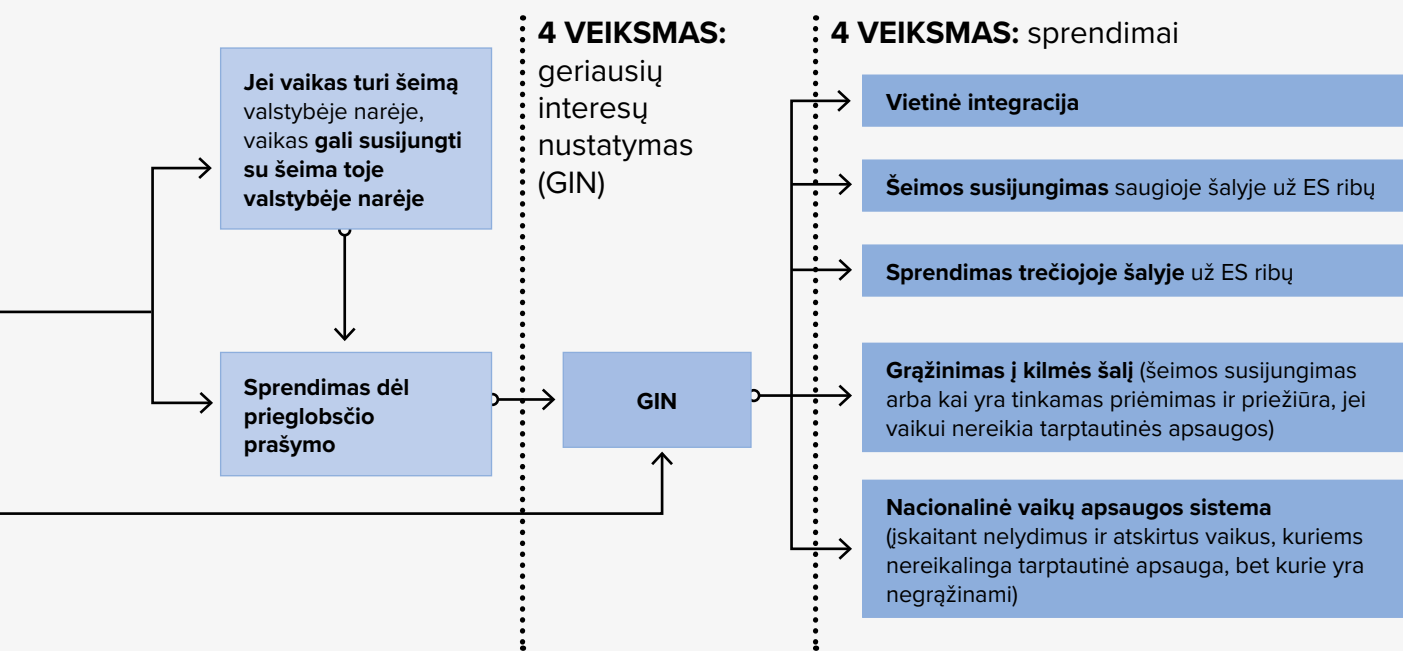 Jei vaikas turi šeimą
valstybėje narėje,
vaikas gali susijungti
su šeima toje
valstybėje narėje
Sprendimas dėl
prieglobsčio
prašymo
4 VEIKSMAS:
geriausių
interesų
nustatymas
(GIN)
GIN
4 VEIKSMAS: sprendimai
Vietinė integracija
Šeimos susijungimas saugioje šalyje už ES ribų
Sprendimas trečiojoje šalyje už ES ribų
Grąžinimas į kilmės šalį (šeimos susijungimas
arba kai yra tinkamas priėmimas ir priežiūra, jei
vaikui nereikia tarptautinės apsaugos)
Nacionalinė vaikų apsaugos sistema
(įskaitant nelydimus ir atskirtus vaikus, kuriems
nereikalinga tarptautinė apsauga, bet kurie yra
negrąžinami)